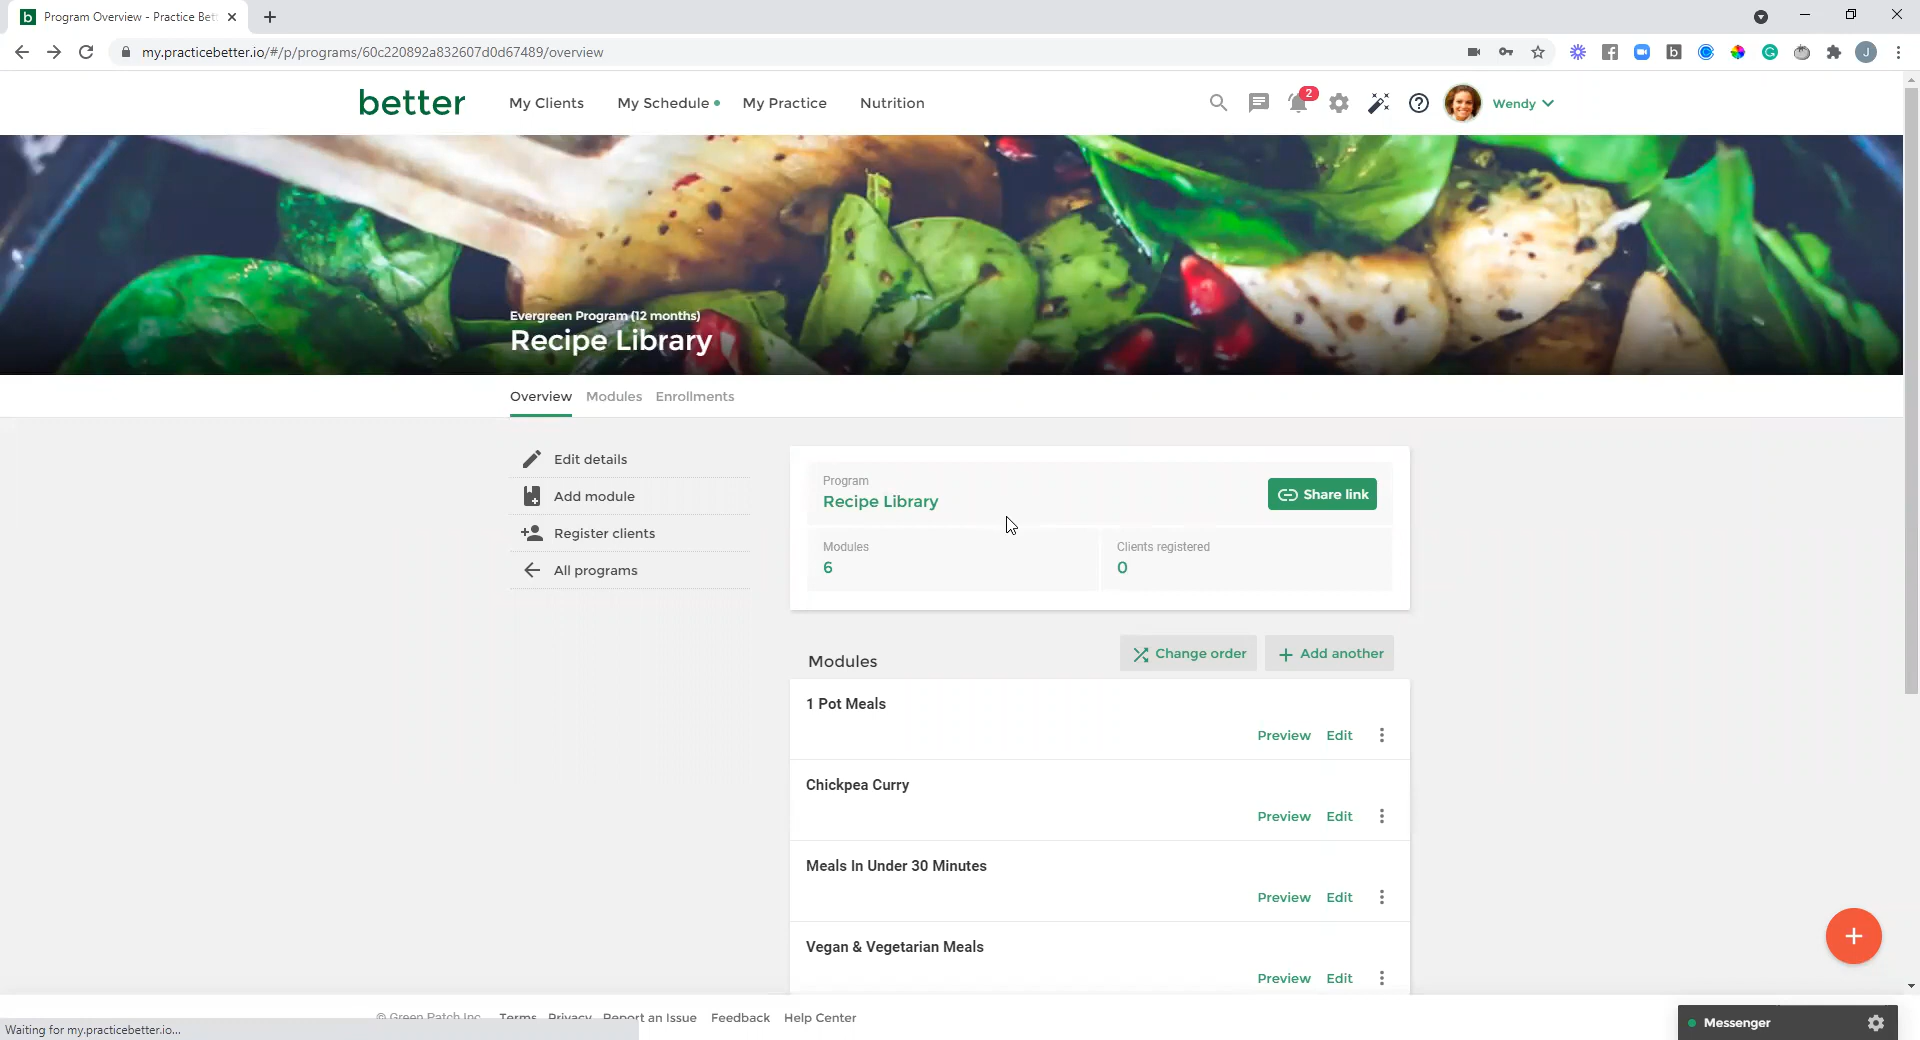 Program Overview - Practice Bet
my.practicebetter.io/#/p/programs/60c220892a832607d0d67489/overview
J
better
My Clients
My Schedule
My Practice
Nutrition
2
Wendy
Evergreen Program (12 months)
Recipe Library
Overview
Modules
Enrollments
Edit details
Add module
Register clients
All programs
Program
Recipe Library
Share link
Modules
6
Clients registered
0
Modules
Change order
Add another
1 Pot Meals
Preview
Edit
Chickpea Curry
Preview
Edit
Meals In Under 30 Minutes
Preview
Edit
Vegan & Vegetarian Meals
Preview
Edit
© Green Patch Inc.
Terms
Privacy
Report an Issue
Feedback
Help Center
Waiting for my.practicebetter.io...
Messenger